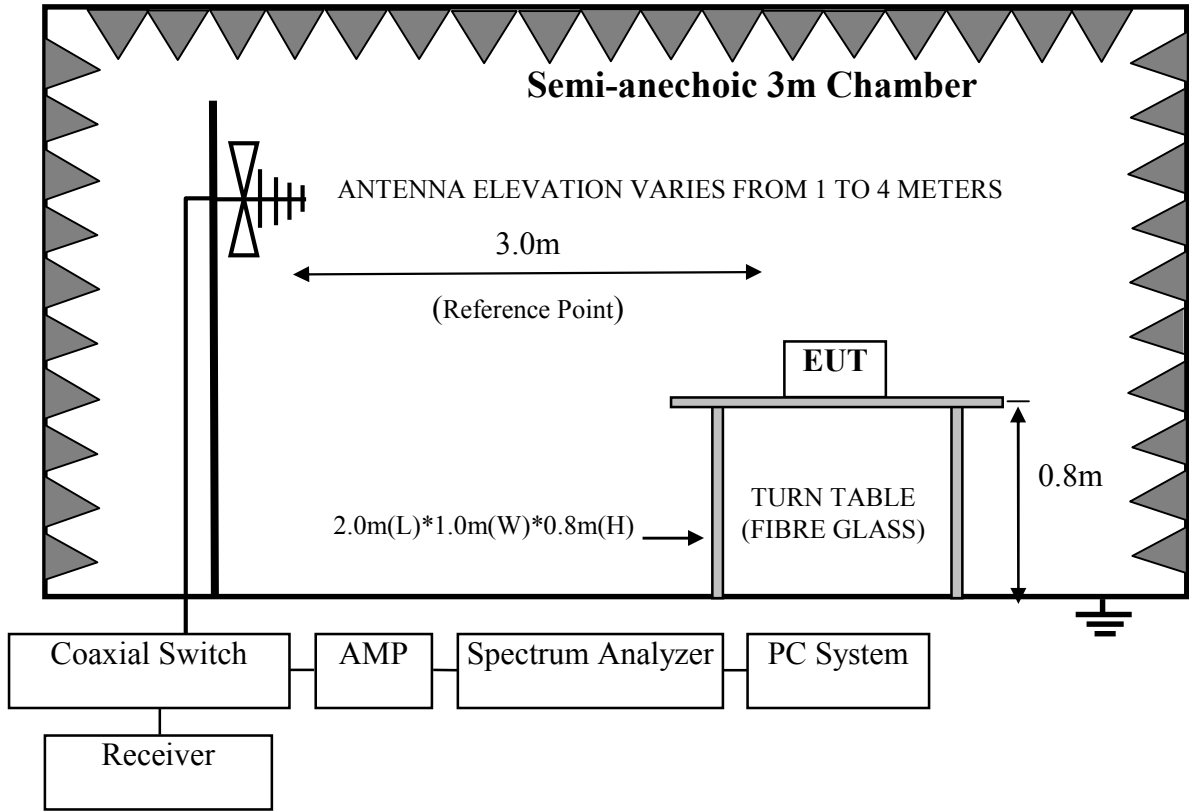 Semi-anechoic 3m Chamber
ANTENNA ELEVATION VARIES FROM 1 TO 4 METERS
3.0m
(Reference Point)
EUT
0.8m
TURN TABLE
(FIBRE GLASS)
2.0m(L)*1.0m(W)*0.8m(H)
Coaxial Switch
AMP
Spectrum Analyzer
PC System
Receiver